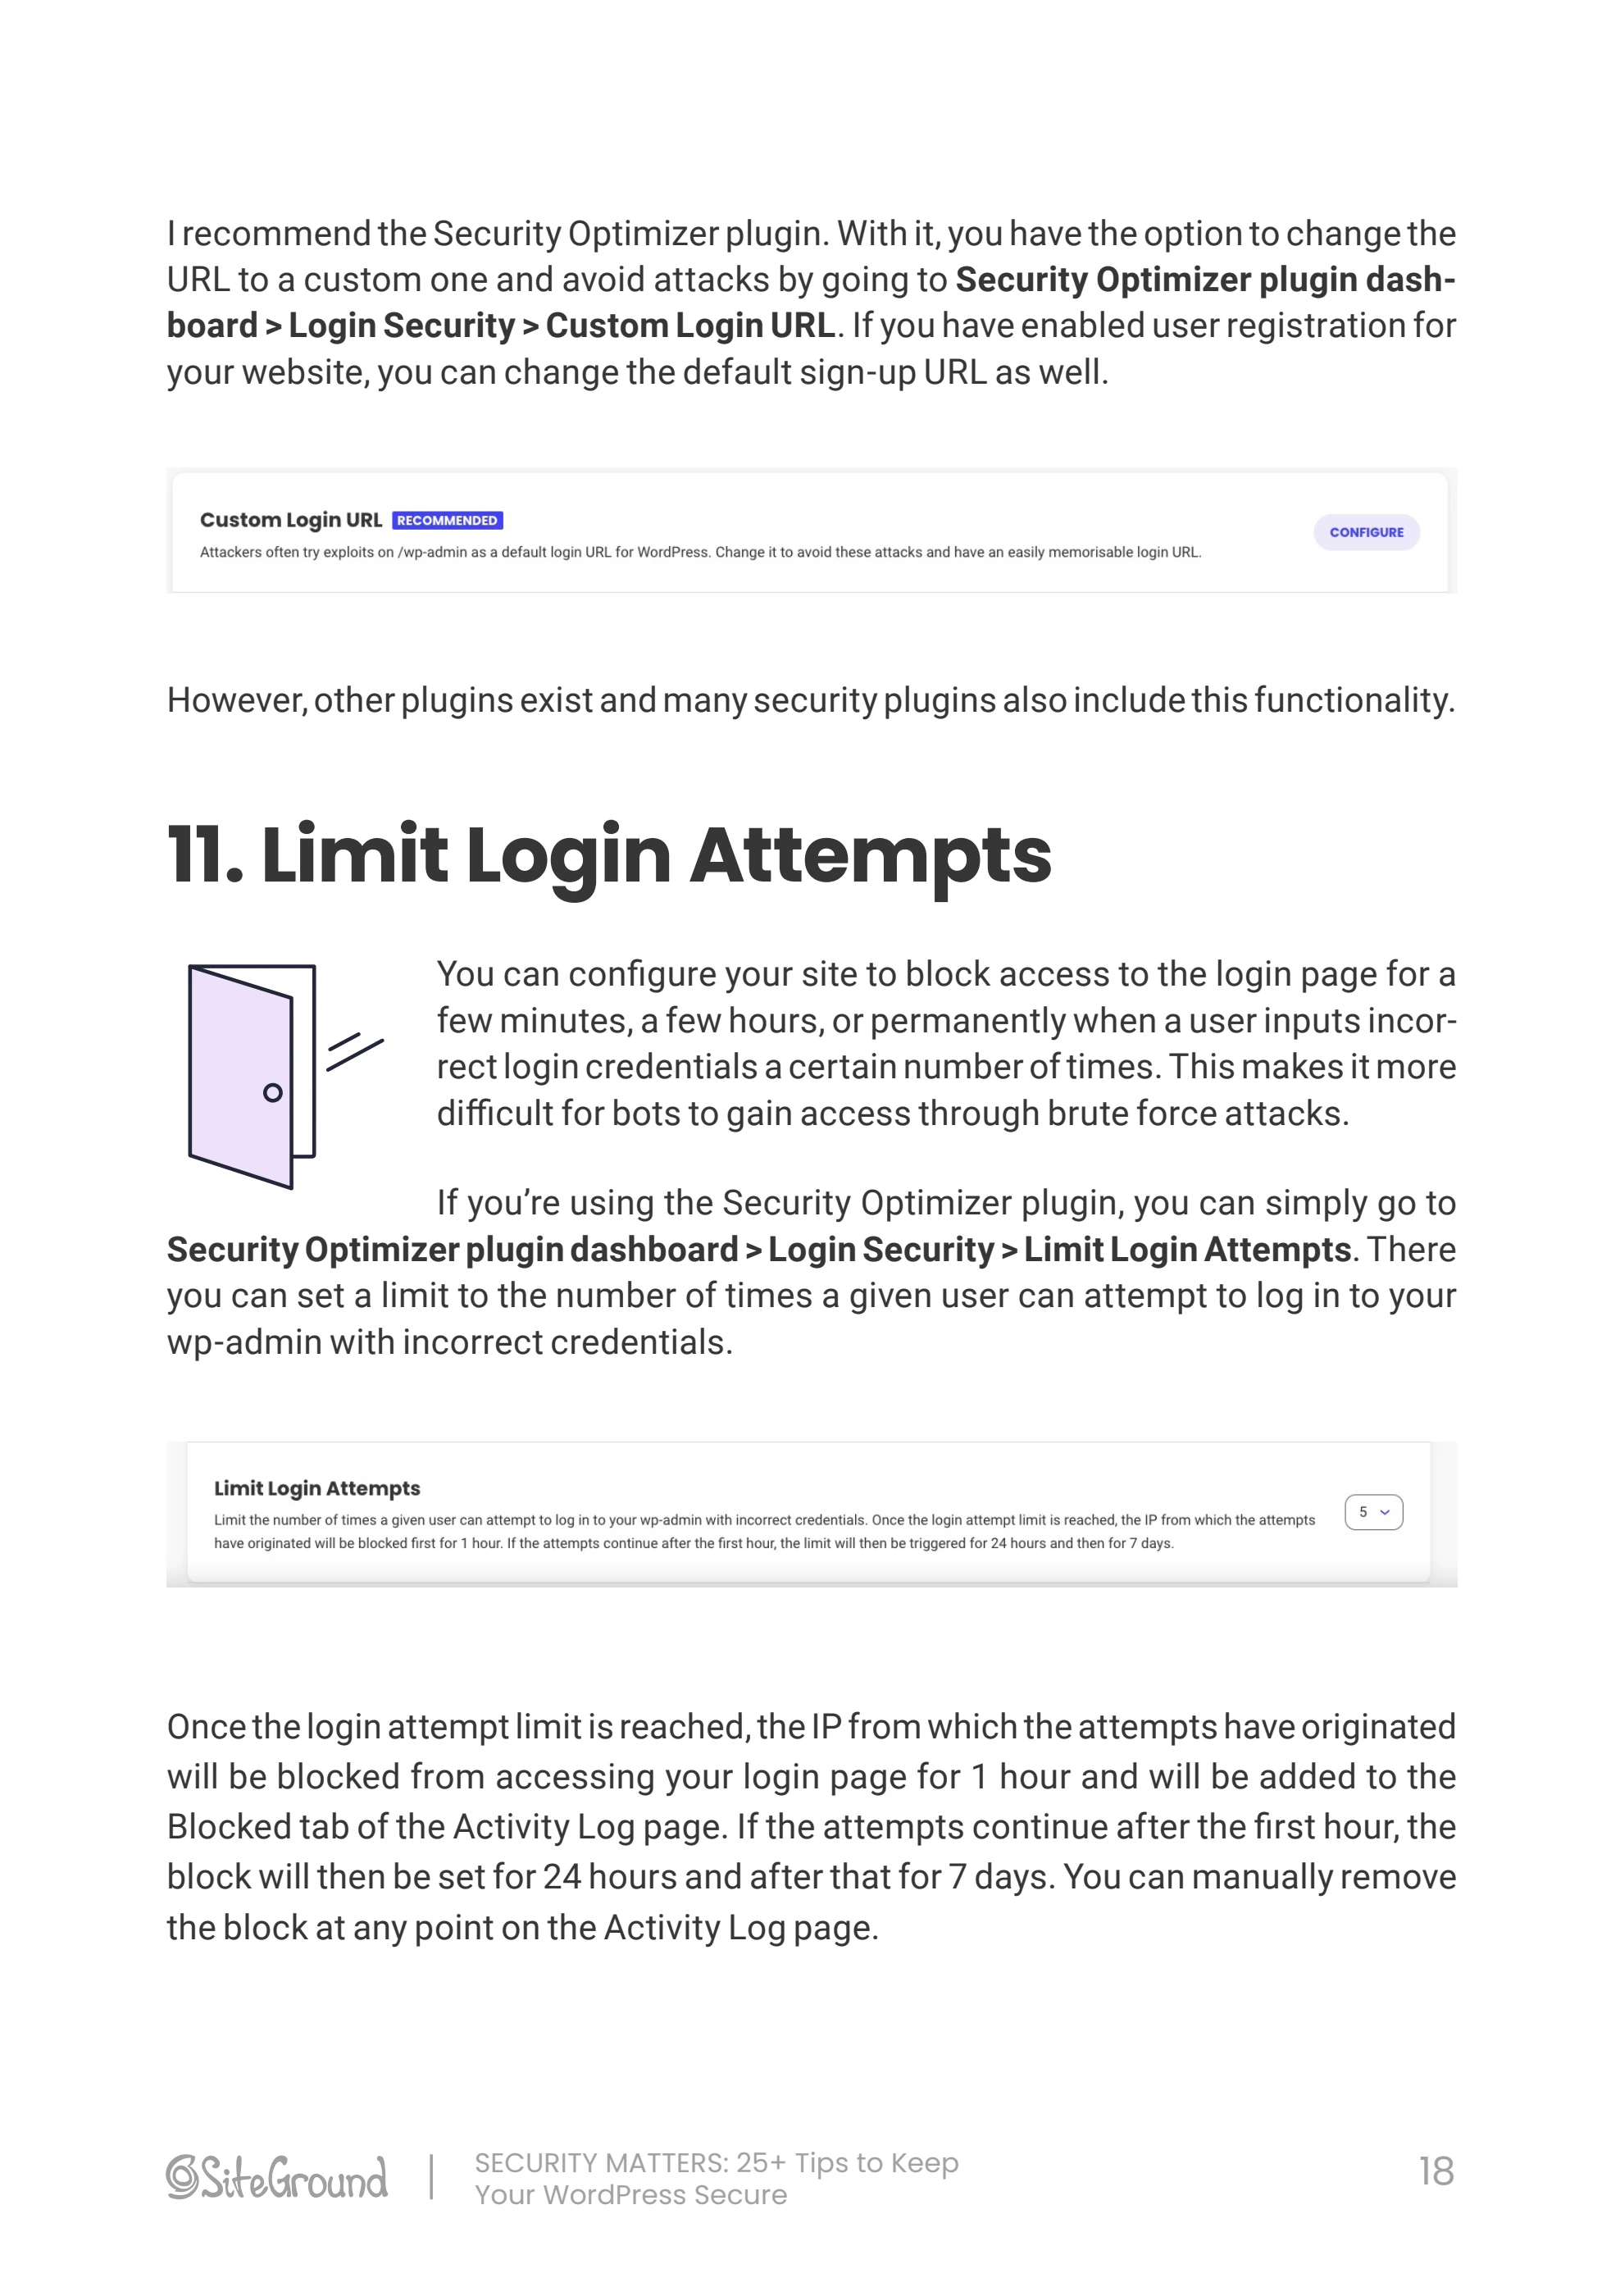 I recommend the Security Optimizer plugin. With it, you have the option to change the
URL to a custom one and avoid attacks by going to Security Optimizer plugin dash-
board > Login Security > Custom Login URL. If you have enabled user registration for
your website, you can change the default sign-up URL as well.
Custom Login URL RECOMMENDED
Attackers often try exploits on /wp-admin as a default login URL for WordPress. Change it to avoid these attacks and have an easily memorisable login URL.
CONFIGURE
However, other plugins exist and many security plugins also include this functionality.
11. Limit Login Attempts
You can configure your site to block access to the login page for a
few minutes, a few hours, or permanently when a user inputs incor-
rect login credentials a certain number of times. This makes it more
difficult for bots to gain access through brute force attacks.
If you’re using the Security Optimizer plugin, you can simply go to
Security Optimizer plugin dashboard > Login Security > Limit Login Attempts. There
you can set a limit to the number of times a given user can attempt to log in to your
wp-admin with incorrect credentials.
Limit Login Attempts
Limit the number of times a given user can attempt to log in to your wp-admin with incorrect credentials. Once the login attempt limit is reached, the IP from which the attempts
have originated will be blocked first for 1 hour. If the attempts continue after the first hour, the limit will then be triggered for 24 hours and then for 7 days.
5
Once the login attempt limit is reached, the IP from which the attempts have originated
will be blocked from accessing your login page for 1 hour and will be added to the
Blocked tab of the Activity Log page. If the attempts continue after the first hour, the
block will then be set for 24 hours and after that for 7 days. You can manually remove
the block at any point on the Activity Log page.
SiteGround
SECURITY MATTERS: 25+ Tips to Keep
Your WordPress Secure
18